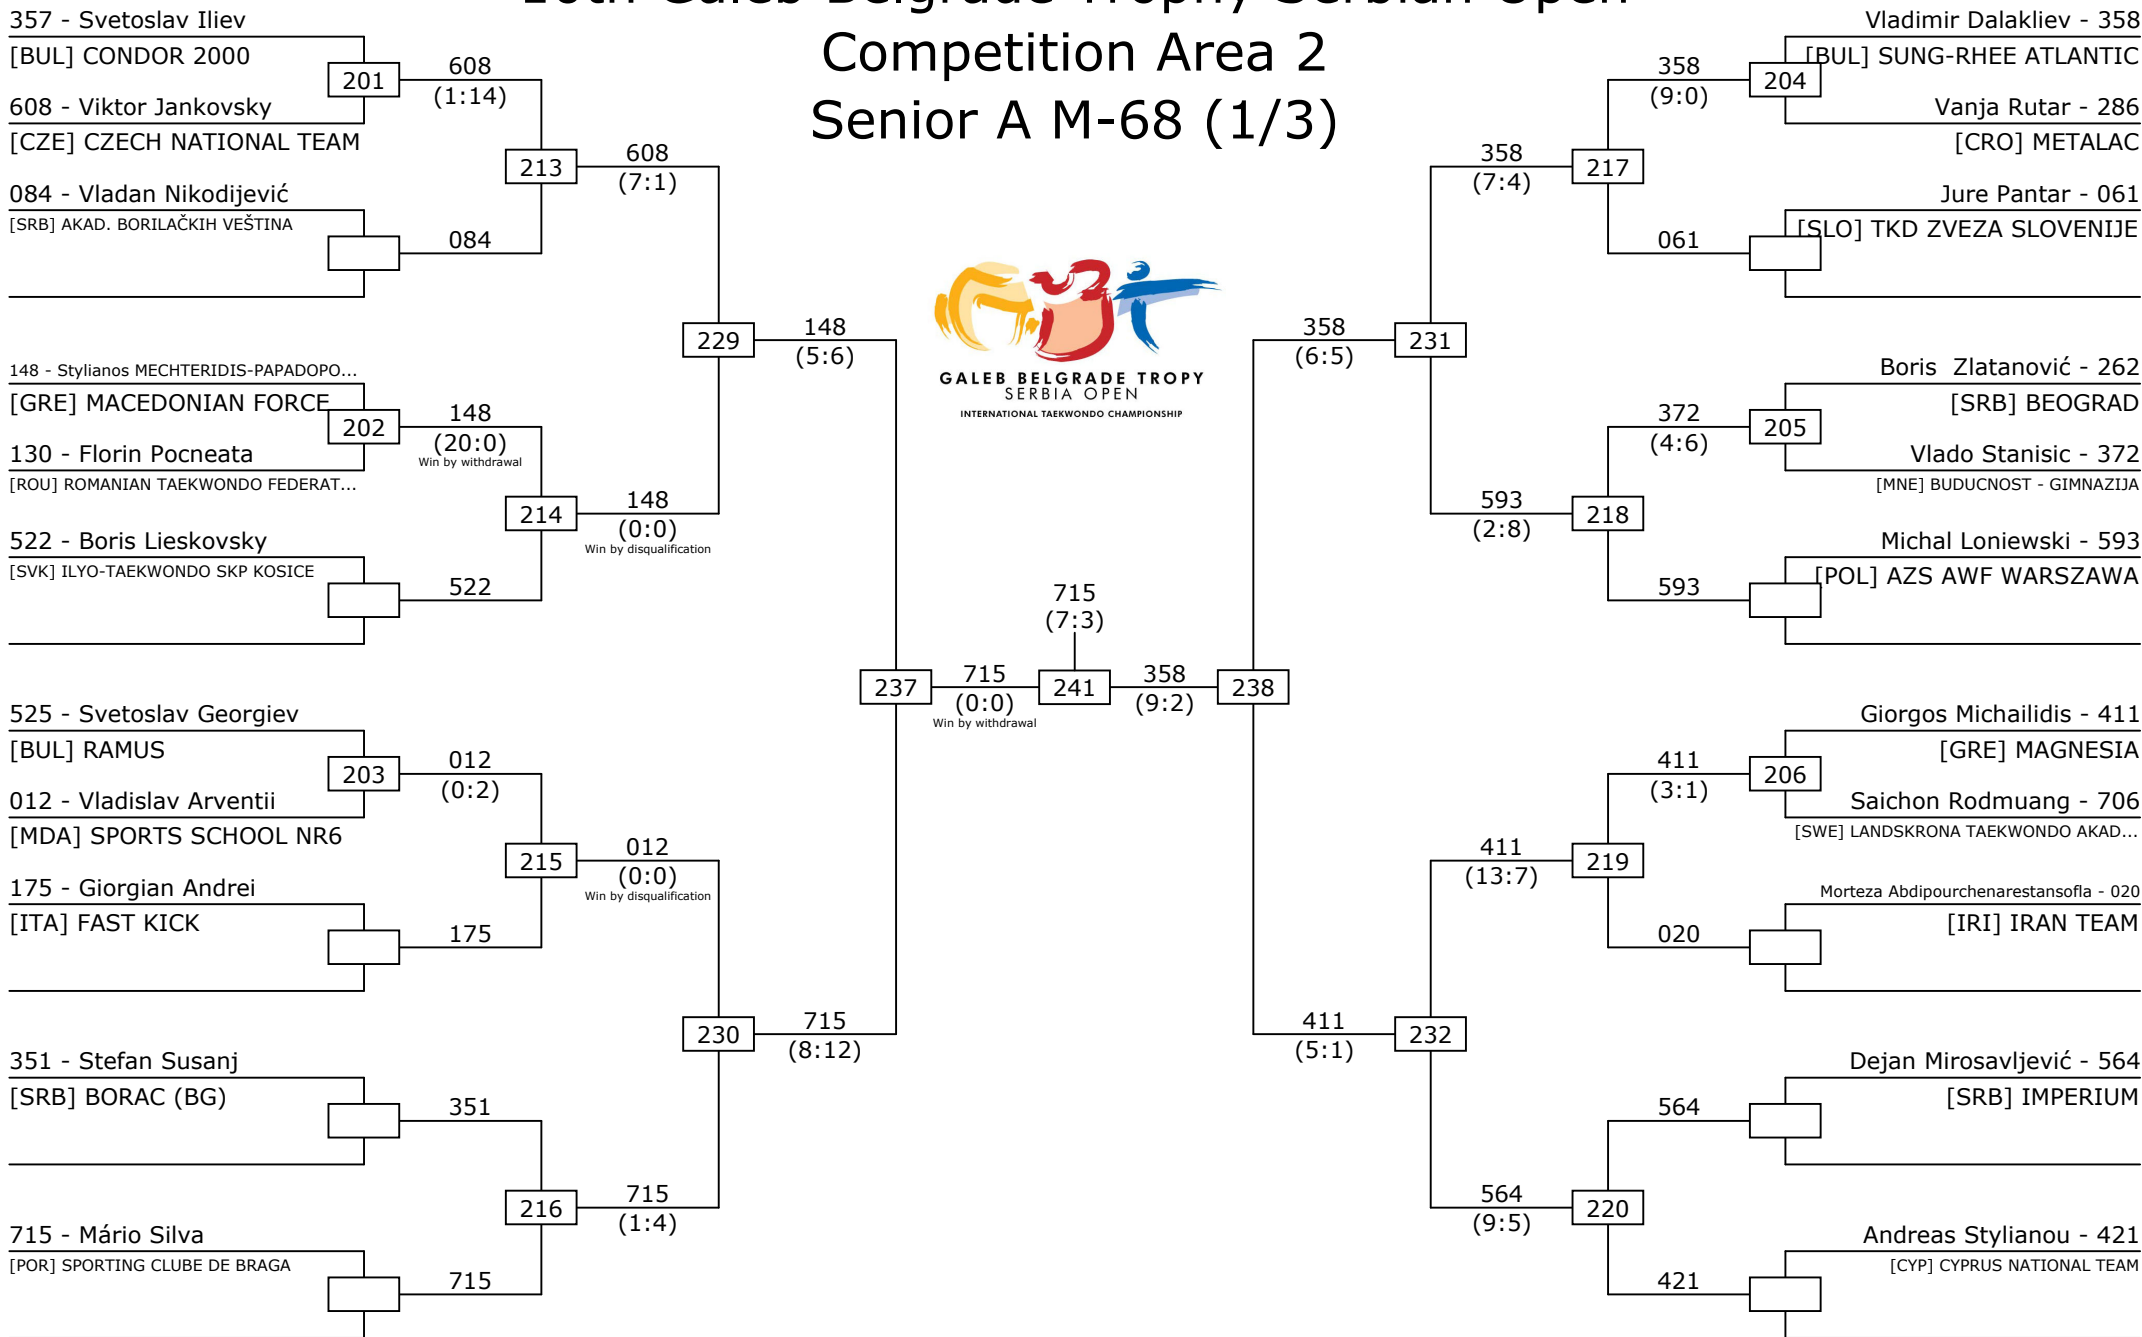 10th Galeb Belgrade Trophy Serbian Open
Competition Area 2
Senior A M-68 (1/3)
357 - Svetoslav Iliev
[BUL] CONDOR 2000
201
608
(1:14)
608 - Viktor Jankovsky
[CZE] CZECH NATIONAL TEAM
213
608
(7:1)
084 - Vladan Nikodijević
[SRB] AKAD. BORILAČKIH VEŠTINA
084
229
148
(5:6)
148 - Stylianos MECHTERIDIS-PAPADOPO...
[GRE] MACEDONIAN FORCE
202
148
(20:0)
Win by withdrawal
130 - Florin Pocneata
[ROU] ROMANIAN TAEKWONDO FEDERAT...
214
148
(0:0)
Win by disqualification
522 - Boris Lieskovsky
[SVK] ILYO-TAEKWONDO SKP KOSICE
522
237
715
(0:0)
Win by withdrawal
525 - Svetoslav Georgiev
[BUL] RAMUS
203
012
(0:2)
012 - Vladislav Arventii
[MDA] SPORTS SCHOOL NR6
215
012
(0:0)
Win by disqualification
175 - Giorgian Andrei
[ITA] FAST KICK
175
230
715
(8:12)
351 - Stefan Susanj
[SRB] BORAC (BG)
351
216
715
(1:4)
715 - Mário Silva
[POR] SPORTING CLUBE DE BRAGA
715
GALEB BELGRADE TROPY
SERBIA OPEN
INTERNATIONAL TAEKWONDO CHAMPIONSHIP
715
(7:3)
241
358
(9:2)
238
Vladimir Dalakliev - 358
[BUL] SUNG-RHEE ATLANTIC
358
(9:0)
204
Vanja Rutar - 286
[CRO] METALAC
358
(7:4)
217
Jure Pantar - 061
[SLO] TKD ZVEZA SLOVENIJE
061
358
(6:5)
231
Boris  Zlatanović - 262
[SRB] BEOGRAD
372
(4:6)
205
Vlado Stanisic - 372
[MNE] BUDUCNOST - GIMNAZIJA
593
(2:8)
218
Michal Loniewski - 593
[POL] AZS AWF WARSZAWA
593
Giorgos Michailidis - 411
[GRE] MAGNESIA
411
(3:1)
206
Saichon Rodmuang - 706
[SWE] LANDSKRONA TAEKWONDO AKAD...
411
(13:7)
219
Morteza Abdipourchenarestansofla - 020
[IRI] IRAN TEAM
020
411
(5:1)
232
Dejan Mirosavljević - 564
[SRB] IMPERIUM
564
564
(9:5)
220
Andreas Stylianou - 421
[CYP] CYPRUS NATIONAL TEAM
421